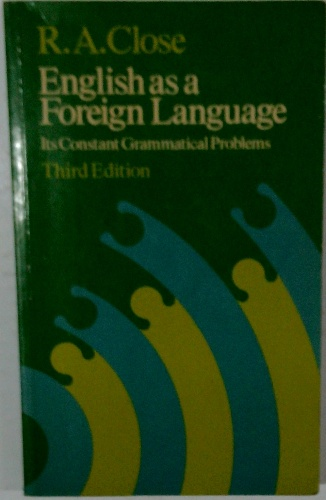 R.A.Close
English as a
Foreign Language
Its Constant Grammatical Problems
Third Edition